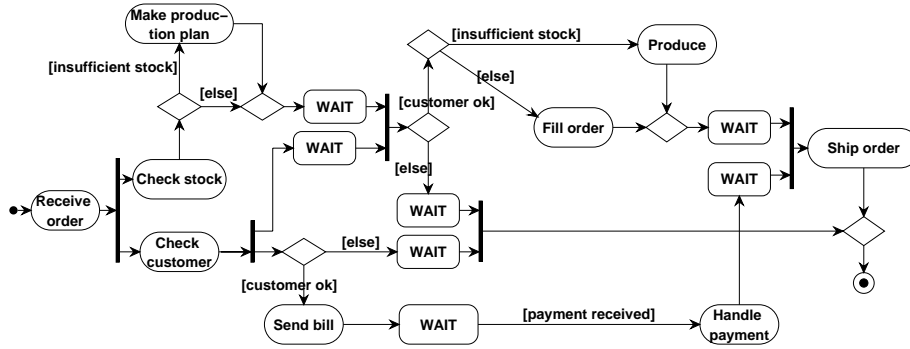 Make produc–
tion plan
[insufficient stock]
Produce
[insufficient stock]
[else]
[else]
WAIT
[customer ok]
Fill order
WAIT
WAIT
Ship order
[else]
Check stock
WAIT
Receive
order
WAIT
Check
customer
[else]
WAIT
[customer ok]
Send bill
WAIT
[payment received]
Handle
payment